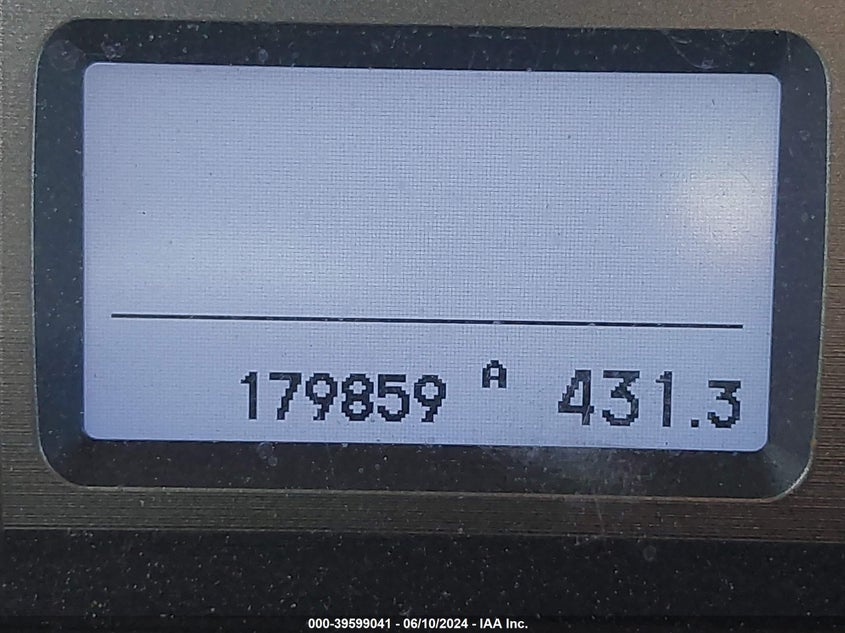 179859 A 431.3
000-39599041 - 06/10/2024 - IAA Inc.